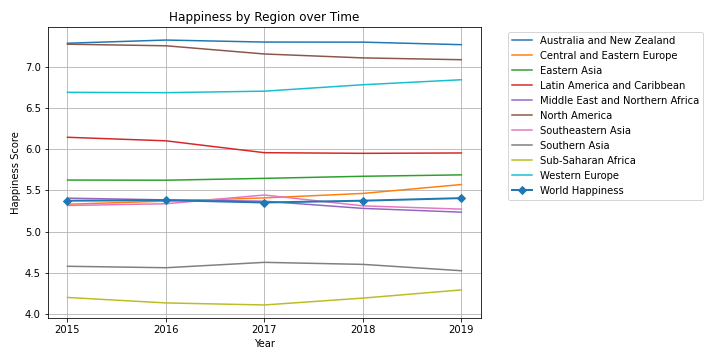 Happiness by Region over Time
Happiness Score
7.0
6.5
6.0
5.5
5.0
4.5
4.0
2015 2016 2017 2018 2019
Year
Australia and New Zealand
Central and Eastern Europe
Eastern Asia
Latin America and Caribbean
Middle East and Northern Africa
North America
Southeastern Asia
Southern Asia
Sub-Saharan Africa
Western Europe
World Happiness